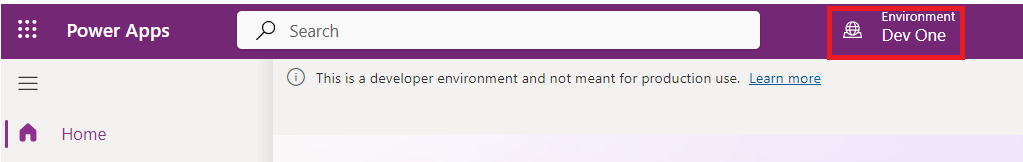 Power Apps
Search
Environment
Dev One
This is a developer environment and not meant for production use. Learn more
Home